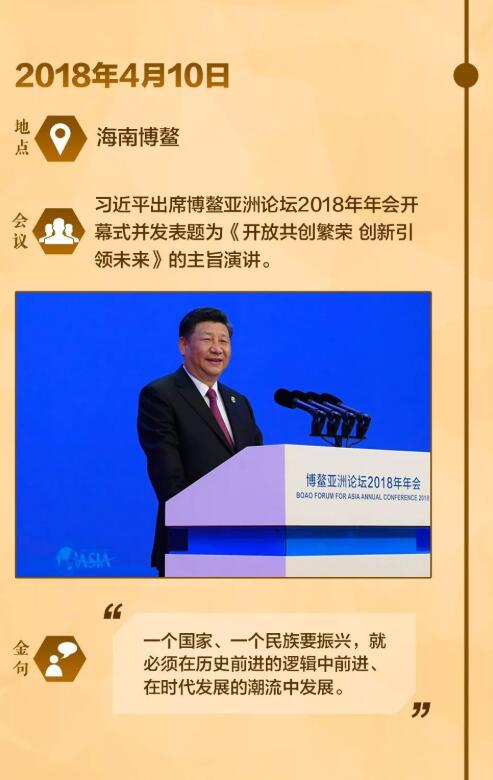 2018年4月10日
地点
海南博鳌
会议
习近平出席博鳌亚洲论坛2018年年会开
幕式并发表题为《开放共创繁荣 创新引
领未来》的主旨演讲。
博鳌亚洲论坛2018年年会
BOAO FORUM FOR ASIA ANNUAL CONFERENCE 2018
ASIA
金句
“
一个国家、一个民族要振兴，就
必须在历史前进的逻辑中前进、
在时代发展的潮流中发展。
”